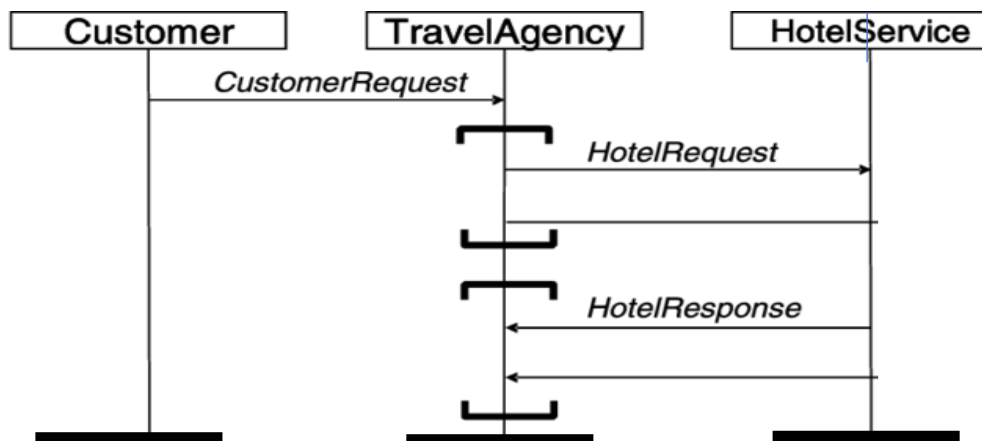 Customer
TravelAgency
HotelService
CustomerRequest
HotelRequest
HotelResponse